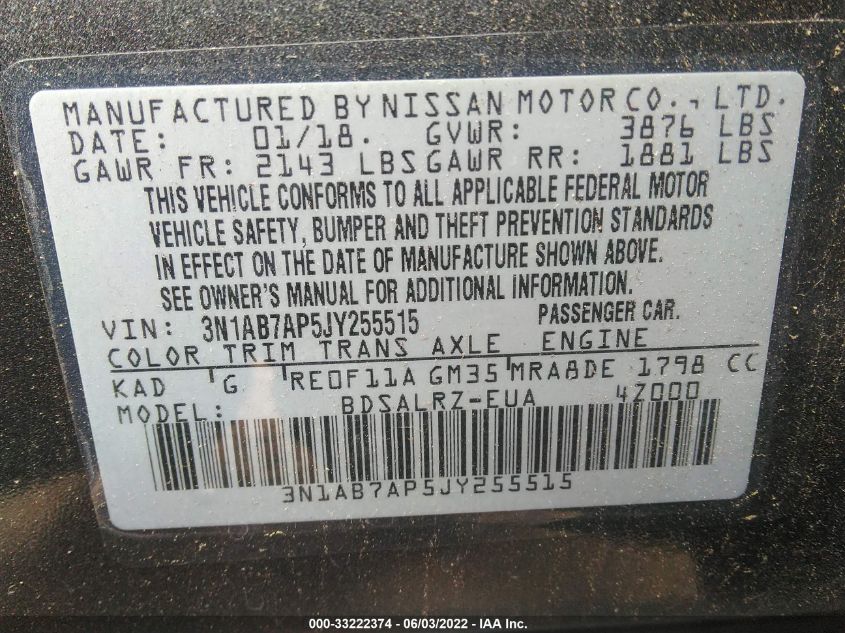 MANUFACTURED BY NISSAN MOTOR CO., LTD.
DATE: 01/18. GVWR: 3876 LBS
GAWR FR: 2143 LBS GAWR RR: 1881 LBS
THIS VEHICLE CONFORMS TO ALL APPLICABLE FEDERAL MOTOR
VEHICLE SAFETY, BUMPER AND THEFT PREVENTION STANDARDS
IN EFFECT ON THE DATE OF MANUFACTURE SHOWN ABOVE.
SEE OWNER'S MANUAL FOR ADDITIONAL INFORMATION.
VIN: 3N1AB7AP5JY255515 PASSENGER CAR.
COLOR TRIM TRANS AXLE ENGINE
KAD G RE0F11A GM35 MRA8DE 1798 CC
MODEL: BDSALRZ-EUA 4Z000
3N1AB7AP5JY255515
000-33222374 - 06/03/2022 - IAA Inc.